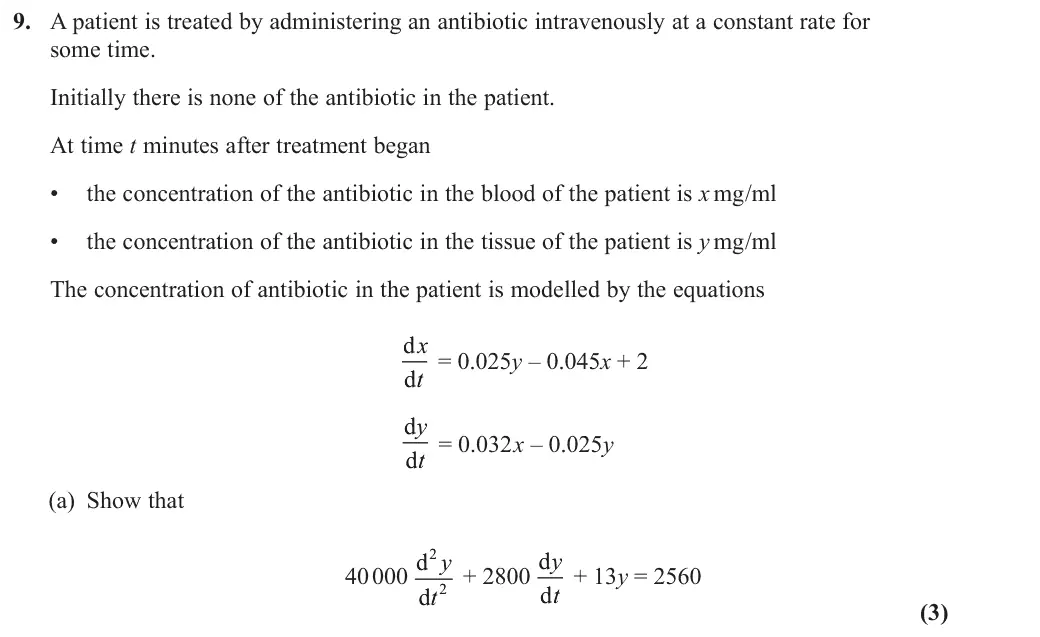 9. A patient is treated by administering an antibiotic intravenously at a constant rate for
some time.
Initially there is none of the antibiotic in the patient.
At time t minutes after treatment began
• the concentration of the antibiotic in the blood of the patient is x mg/ml
• the concentration of the antibiotic in the tissue of the patient is y mg/ml
The concentration of antibiotic in the patient is modelled by the equations
dx/dt = 0.025y – 0.045x + 2
dy/dt = 0.032x – 0.025y
(a) Show that
40 000 d²y/dt² + 2800 dy/dt + 13y = 2560
(3)